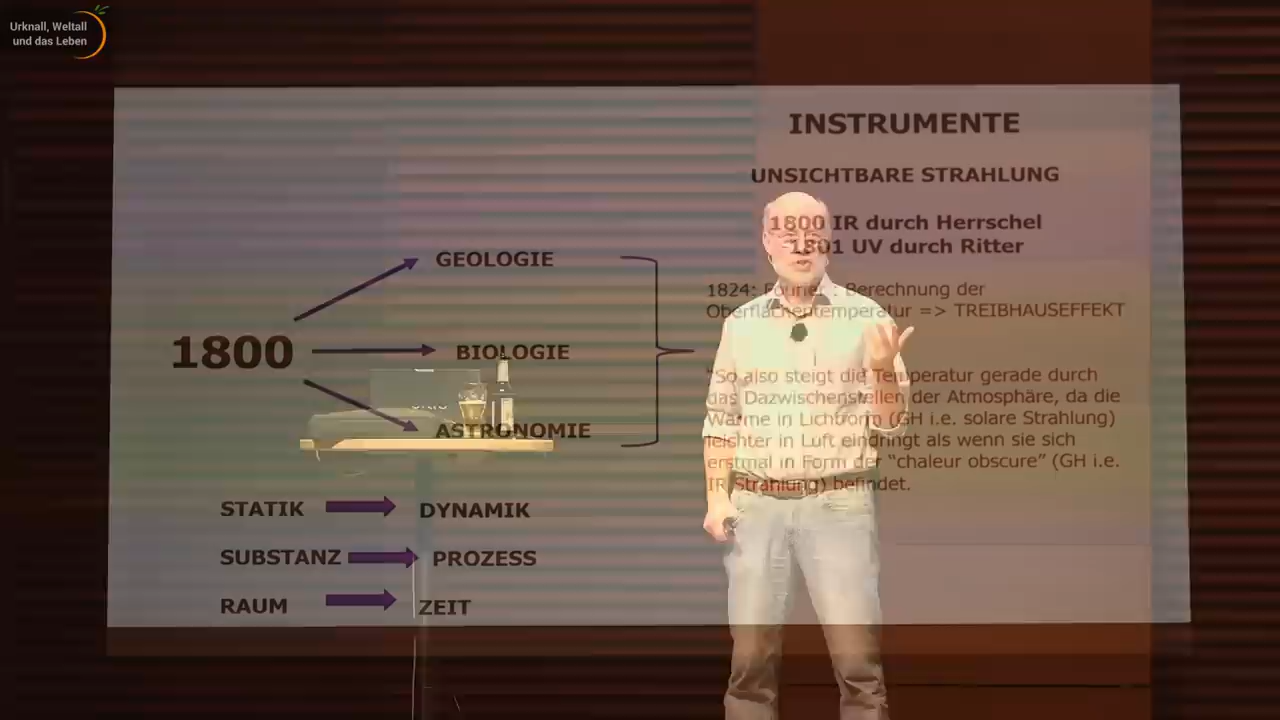 Urknall, Weltall
und das Leben
INSTRUMENTE
UNSICHTBARE STRAHLUNG
1800 IR durch Herrschel
1801 UV durch Ritter
1824: Fourier : Berechnung der
Oberflächentemperatur => TREIBHAUSEFFEKT
"So also steigt die Temperatur gerade durch
das Dazwischenstellen der Atmosphäre, da die
Wärme in Lichtform (GH i.e. solare Strahlung)
leichter in Luft eindringt als wenn sie sich
erstmal in Form der "chaleur obscure" (GH i.e.
IR Strahlung) befindet.
1800
GEOLOGIE
BIOLOGIE
ASTRONOMIE
STATIK DYNAMIK
SUBSTANZ PROZESS
RAUM ZEIT